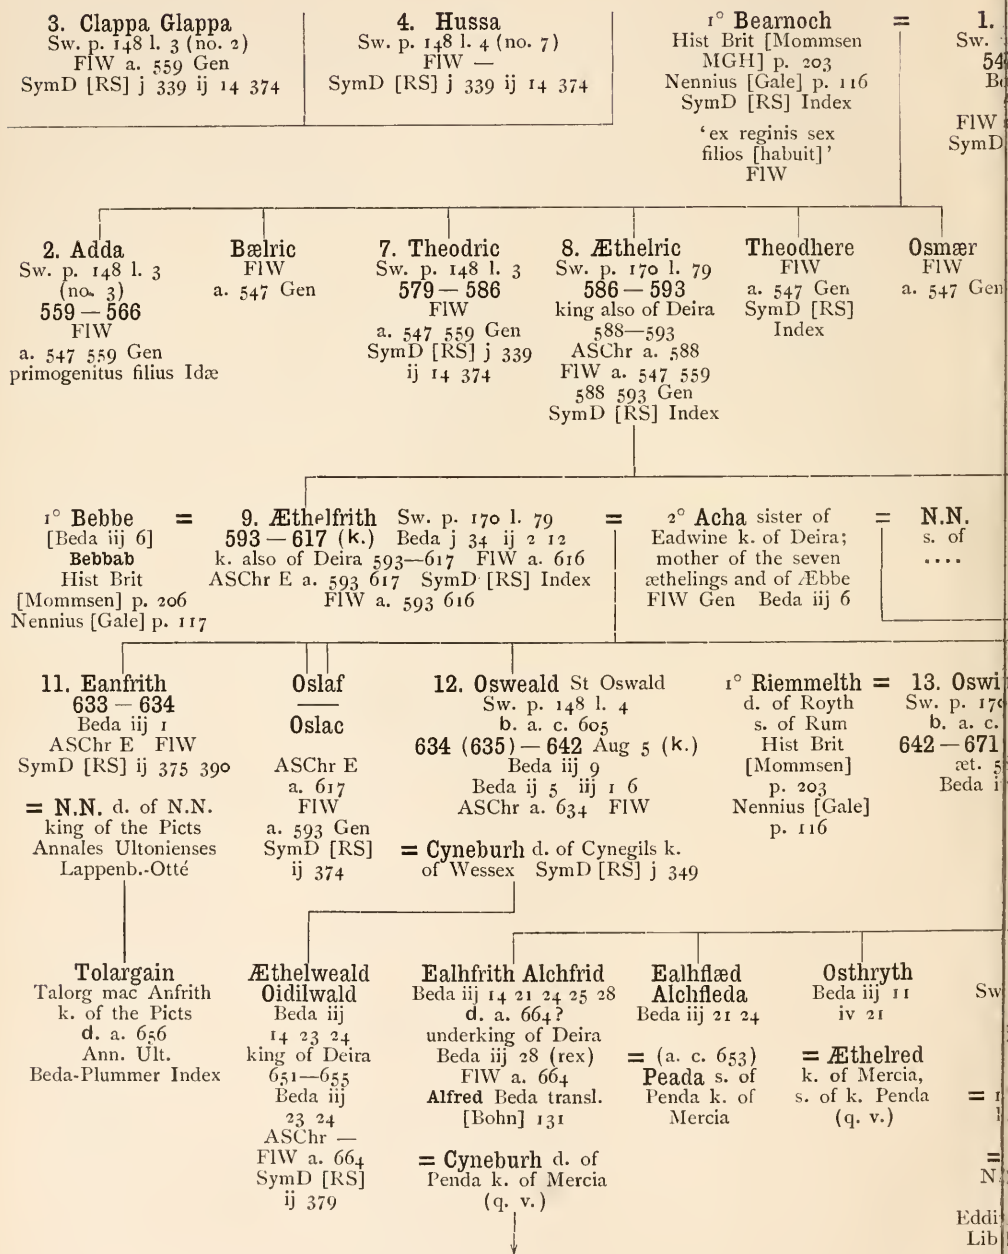 3. Clappa Glappa
Sw. p. 148 l. 3 (no. 2)
FlW a. 559 Gen
SymD [RS] j 339 ij 14 374
4. Hussa
Sw. p. 148 l. 4 (no. 7)
FlW —
SymD [RS] j 339 ij 14 374
1° Bearnoch =
Hist Brit [Mommsen
MGH] p. 203
Nennius [Gale] p. 116
SymD [RS] Index
‘ex reginis sex
filios [habuit]’
FlW
1.
Sw.
54
FlW
SymD
2. Adda
Sw. p. 148 l. 3
(no. 3)
559 — 566
FlW
a. 547 559 Gen
primogenitus filius Idæ
Bælric
FlW
a. 547 Gen
7. Theodric
Sw. p. 148 l. 3
579 — 586
FlW
a. 547 559 Gen
SymD [RS] j 339
ij 14 374
8. Æthelric
Sw. p. 170 l. 79
586 — 593
king also of Deira
588—593
ASChr a. 588
FlW a. 547 559
588 593 Gen
SymD [RS] Index
Theodhere
FlW
a. 547 Gen
SymD [RS]
Index
Osmær
FlW
a. 547 Gen
1° Bebbe =
[Beda iij 6]
Bebbab
Hist Brit
[Mommsen] p. 206
Nennius [Gale] p. 117
9. Æthelfrith Sw. p. 170 l. 79 =
593 — 617 (k.) Beda j 34 ij 2 12
k. also of Deira 593—617 FlW a. 616
ASChr E a. 593 617 SymD [RS] Index
FlW a. 593 616
2° Acha sister of =
Eadwine k. of Deira;
mother of the seven
æthelings and of Æbbe
FlW Gen Beda iij 6
N.N.
s. of
....
11. Eanfrith
633 — 634
Beda iij 1
ASChr E FlW
SymD [RS] ij 375 390
= N.N. d. of N.N.
king of the Picts
Annales Ultonienses
Lappenb.-Otté
Oslaf
Oslac
ASChr E
a. 617
FlW
a. 593 Gen
SymD [RS]
ij 374
12. Osweald St Oswald
Sw. p. 148 l. 4
b. a. c. 605
634 (635) — 642 Aug 5 (k.)
Beda iij 9
Beda ij 5 iij 1 6
ASChr a. 634 FlW
= Cyneburh d. of Cynegils k.
of Wessex SymD [RS] j 349
1° Riemmelth =
d. of Royth
s. of Rum
Hist Brit
[Mommsen]
p. 203
Nennius [Gale]
p. 116
13. Oswi
Sw. p. 170
b. a. c.
642 — 671
æt. 5
Beda i
Tolargain
Talorg mac Anfrith
k. of the Picts
d. a. 656
Ann. Ult.
Beda-Plummer Index
Æthelweald
Oidilwald
Beda iij
14 23 24
king of Deira
651—655
Beda iij
23 24
ASChr —
FlW a. 664
SymD [RS]
ij 379
Ealhfrith Alchfrid
Beda iij 14 21 24 25 28
d. a. 664?
underking of Deira
Beda iij 28 (rex)
FlW a. 664
Alfred Beda transl.
[Bohn] 131
= Cyneburh d. of
Penda k. of Mercia
(q. v.)
Ealhflæd
Alchfleda
Beda iij 21 24
= (a. c. 653)
Peada s. of
Penda k. of
Mercia
Osthryth
Beda iij 11
iv 21
= Æthelred
k. of Mercia,
s. of k. Penda
(q. v.)
Sw
=
=
N.
Eddi
Lib